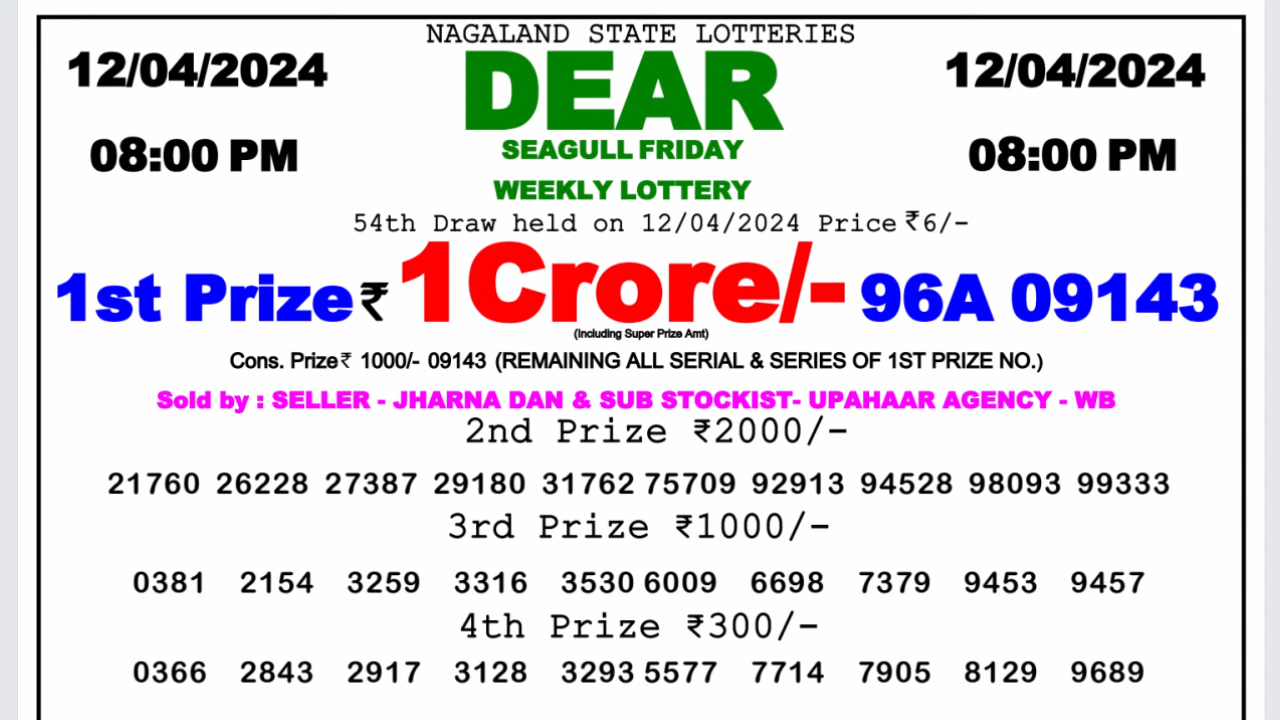 NAGALAND STATE LOTTERIES
12/04/2024 DEAR 12/04/2024
08:00 PM SEAGULL FRIDAY 08:00 PM
WEEKLY LOTTERY
54th Draw held on 12/04/2024 Price ₹6/-
1st Prize ₹ 1Crore/- 96A 09143
(Including Super Prize Amt)
Cons. Prize ₹ 1000/- 09143 (REMAINING ALL SERIAL & SERIES OF 1ST PRIZE NO.)
Sold by : SELLER - JHARNA DAN & SUB STOCKIST- UPAHAAR AGENCY - WB
2nd Prize ₹2000/-
21760 26228 27387 29180 31762 75709 92913 94528 98093 99333
3rd Prize ₹1000/-
0381 2154 3259 3316 3530 6009 6698 7379 9453 9457
4th Prize ₹300/-
0366 2843 2917 3128 3293 5577 7714 7905 8129 9689